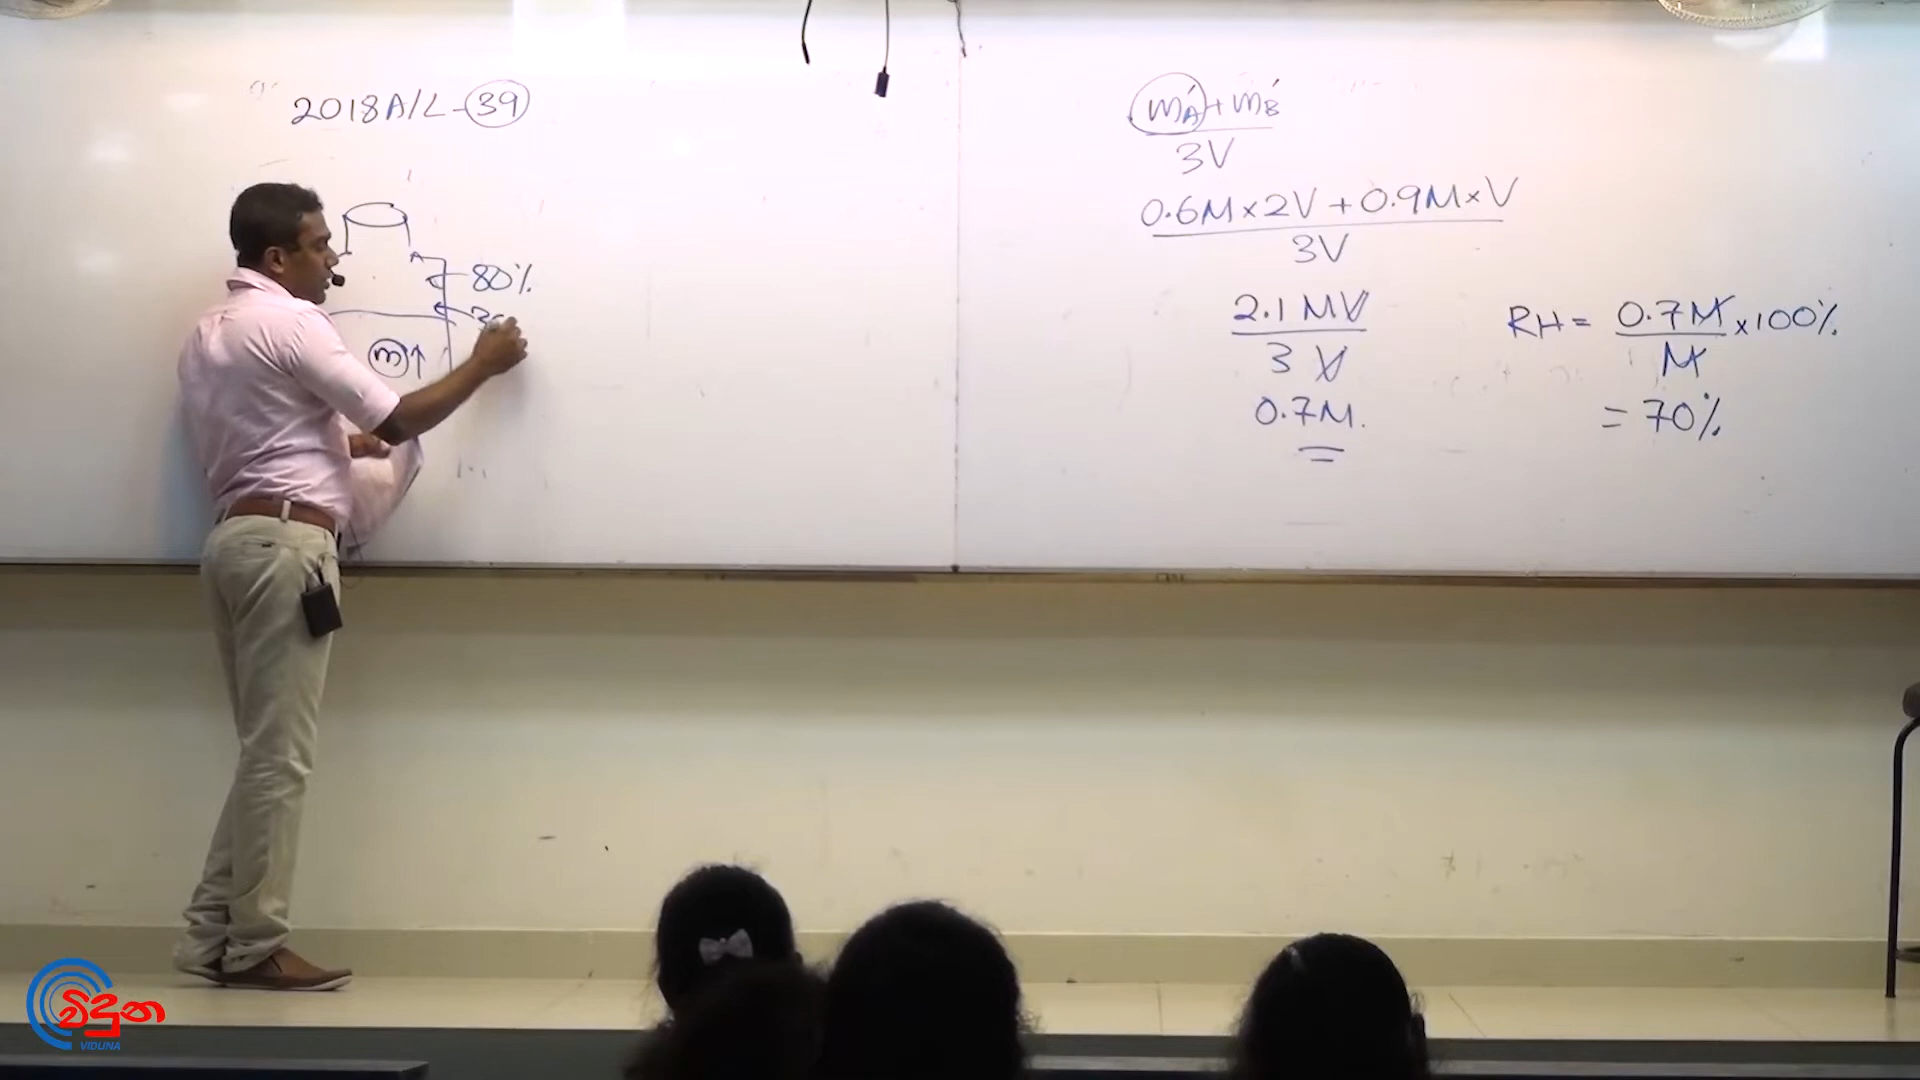 2018 A/L - 39
A
80%
m↑
m'A + m'B
3V
0.6M × 2V + 0.9M × V
3V
2.1 MV
3 V
0.7M.
RH = 0.7M × 100%
M
= 70%
විදුන
VIDUNA